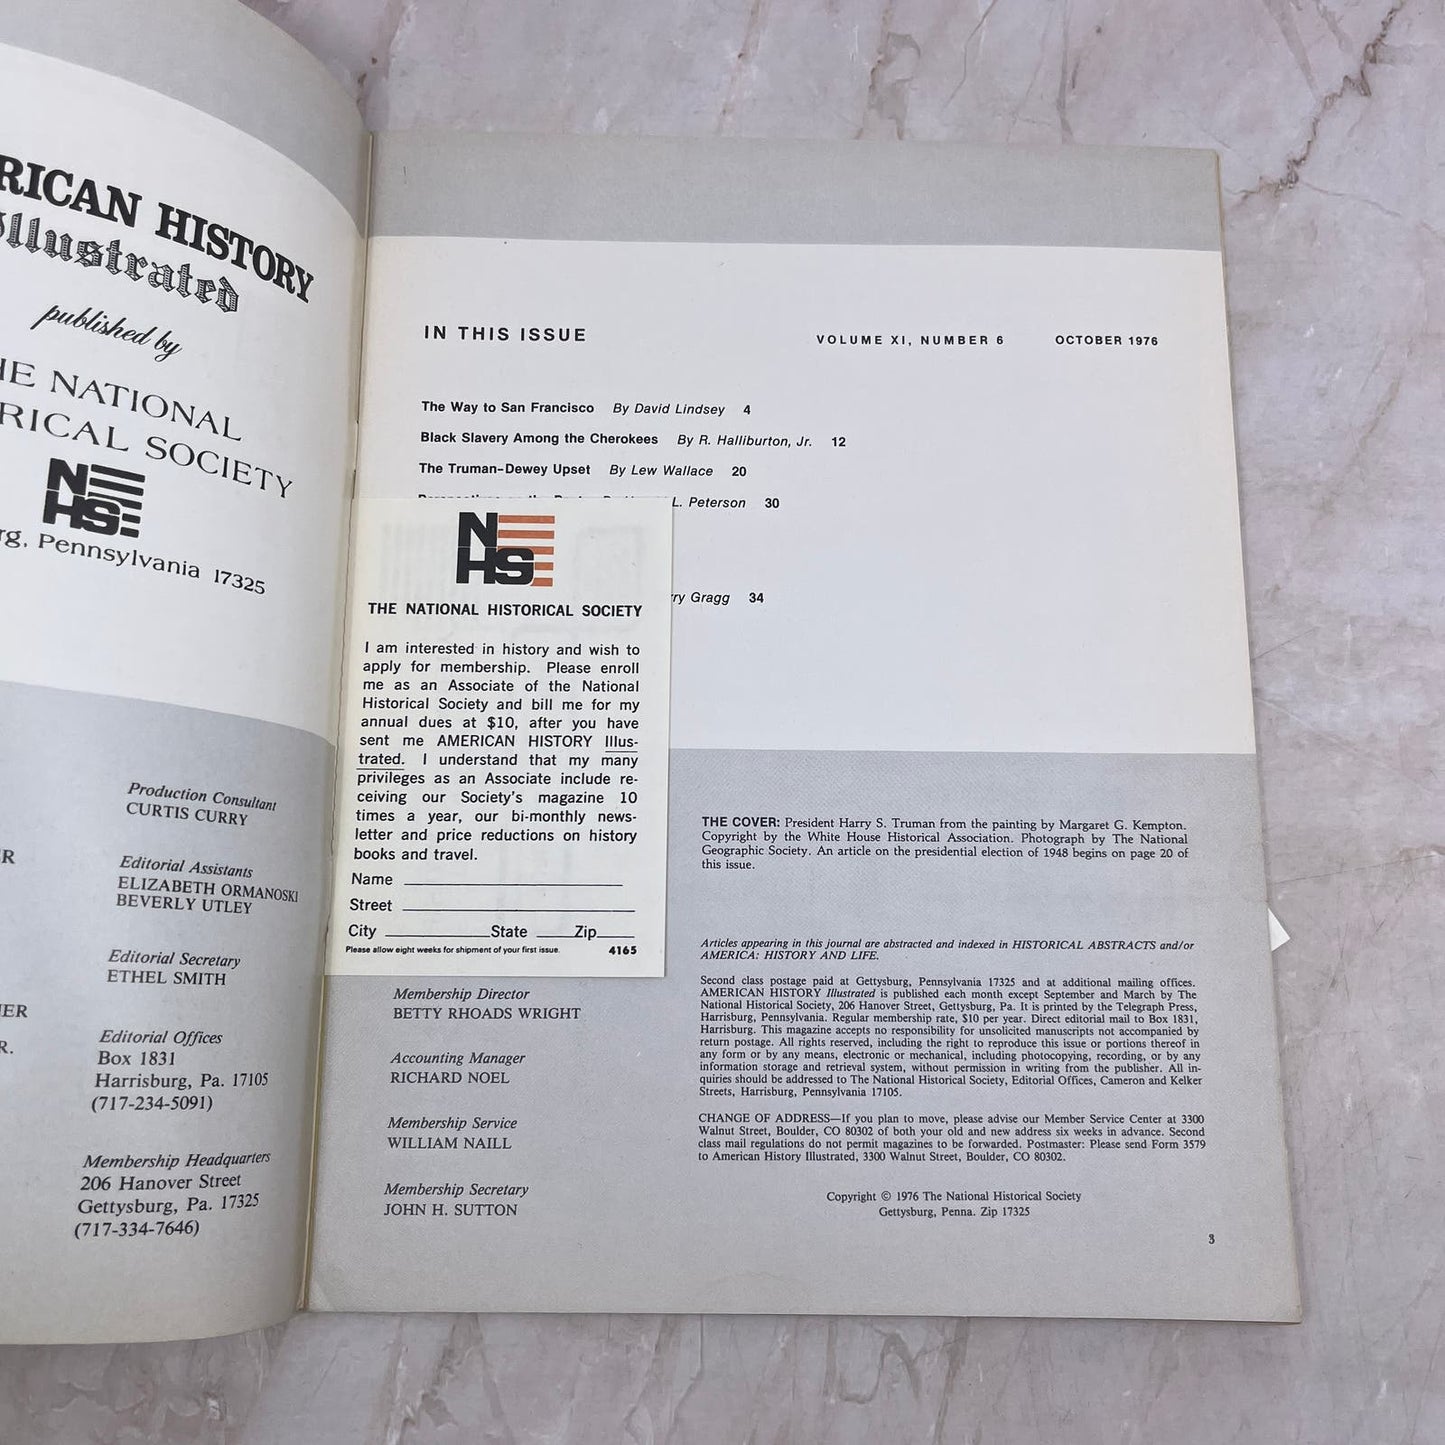 RICAN HISTORY
Illustrated
published by
HE NATIONAL
RICAL SOCIETY
NHS
rg, Pennsylvania 17325
Production Consultant
CURTIS CURRY
Editorial Assistants
ELIZABETH ORMANOSKI
BEVERLY UTLEY
Editorial Secretary
ETHEL SMITH
Editorial Offices
Box 1831
Harrisburg, Pa. 17105
(717-234-5091)
Membership Headquarters
206 Hanover Street
Gettysburg, Pa. 17325
(717-334-7646)
R
ER
R.
IN THIS ISSUE VOLUME XI, NUMBER 6 OCTOBER 1976
The Way to San Francisco By David Lindsey 4
Black Slavery Among the Cherokees By R. Halliburton, Jr. 12
The Truman-Dewey Upset By Lew Wallace 20
L. Peterson 30
rry Gragg 34
NHS
THE NATIONAL HISTORICAL SOCIETY
I am interested in history and wish to
apply for membership. Please enroll
me as an Associate of the National
Historical Society and bill me for my
annual dues at $10, after you have
sent me AMERICAN HISTORY Illus-
trated. I understand that my many
privileges as an Associate include re-
ceiving our Society's magazine 10
times a year, our bi-monthly news-
letter and price reductions on history
books and travel.
Name
Street
City State Zip
Please allow eight weeks for shipment of your first issue. 4165
Membership Director
BETTY RHOADS WRIGHT
Accounting Manager
RICHARD NOEL
Membership Service
WILLIAM NAILL
Membership Secretary
JOHN H. SUTTON
THE COVER: President Harry S. Truman from the painting by Margaret G. Kempton.
Copyright by the White House Historical Association. Photograph by The National
Geographic Society. An article on the presidential election of 1948 begins on page 20 of
this issue.
Articles appearing in this journal are abstracted and indexed in HISTORICAL ABSTRACTS and/or
AMERICA: HISTORY AND LIFE.
Second class postage paid at Gettysburg, Pennsylvania 17325 and at additional mailing offices.
AMERICAN HISTORY Illustrated is published each month except September and March by The
National Historical Society, 206 Hanover Street, Gettysburg, Pa. It is printed by the Telegraph Press,
Harrisburg, Pennsylvania. Regular membership rate, $10 per year. Direct editorial mail to Box 1831,
Harrisburg. This magazine accepts no responsibility for unsolicited manuscripts not accompanied by
return postage. All rights reserved, including the right to reproduce this issue or portions thereof in
any form or by any means, electronic or mechanical, including photocopying, recording, or by any
information storage and retrieval system, without permission in writing from the publisher. All in-
quiries should be addressed to The National Historical Society, Editorial Offices, Cameron and Kelker
Streets, Harrisburg, Pennsylvania 17105.
CHANGE OF ADDRESS—If you plan to move, please advise our Member Service Center at 3300
Walnut Street, Boulder, CO 80302 of both your old and new address six weeks in advance. Second
class mail regulations do not permit magazines to be forwarded. Postmaster: Please send Form 3579
to American History Illustrated, 3300 Walnut Street, Boulder, CO 80302.
Copyright © 1976 The National Historical Society
Gettysburg, Penna. Zip 17325
3